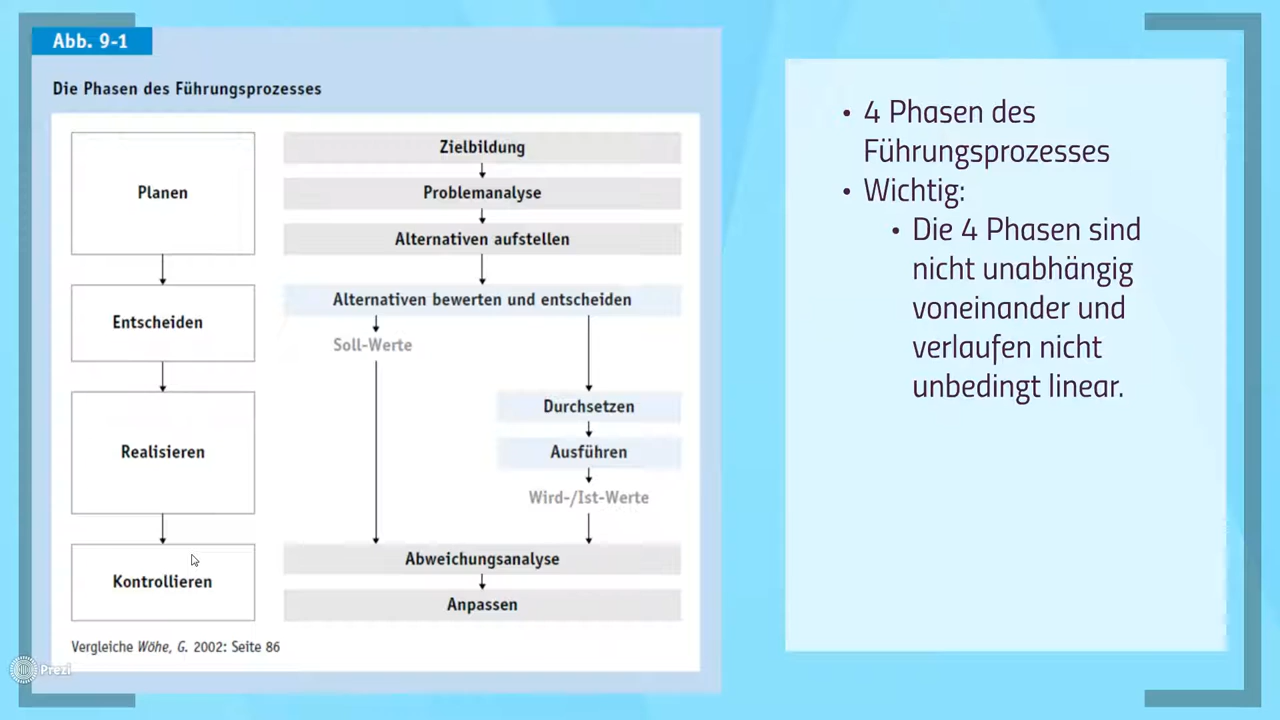 Abb. 9-1
Die Phasen des Führungsprozesses
Planen
Zielbildung
Problemanalyse
Alternativen aufstellen
Entscheiden
Alternativen bewerten und entscheiden
Soll-Werte
Realisieren
Durchsetzen
Ausführen
Wird-/Ist-Werte
Kontrollieren
Abweichungsanalyse
Anpassen
Vergleiche Wöhe, G. 2002: Seite 86
Prezi
• 4 Phasen des
Führungsprozesses
• Wichtig:
• Die 4 Phasen sind
nicht unabhängig
voneinander und
verlaufen nicht
unbedingt linear.